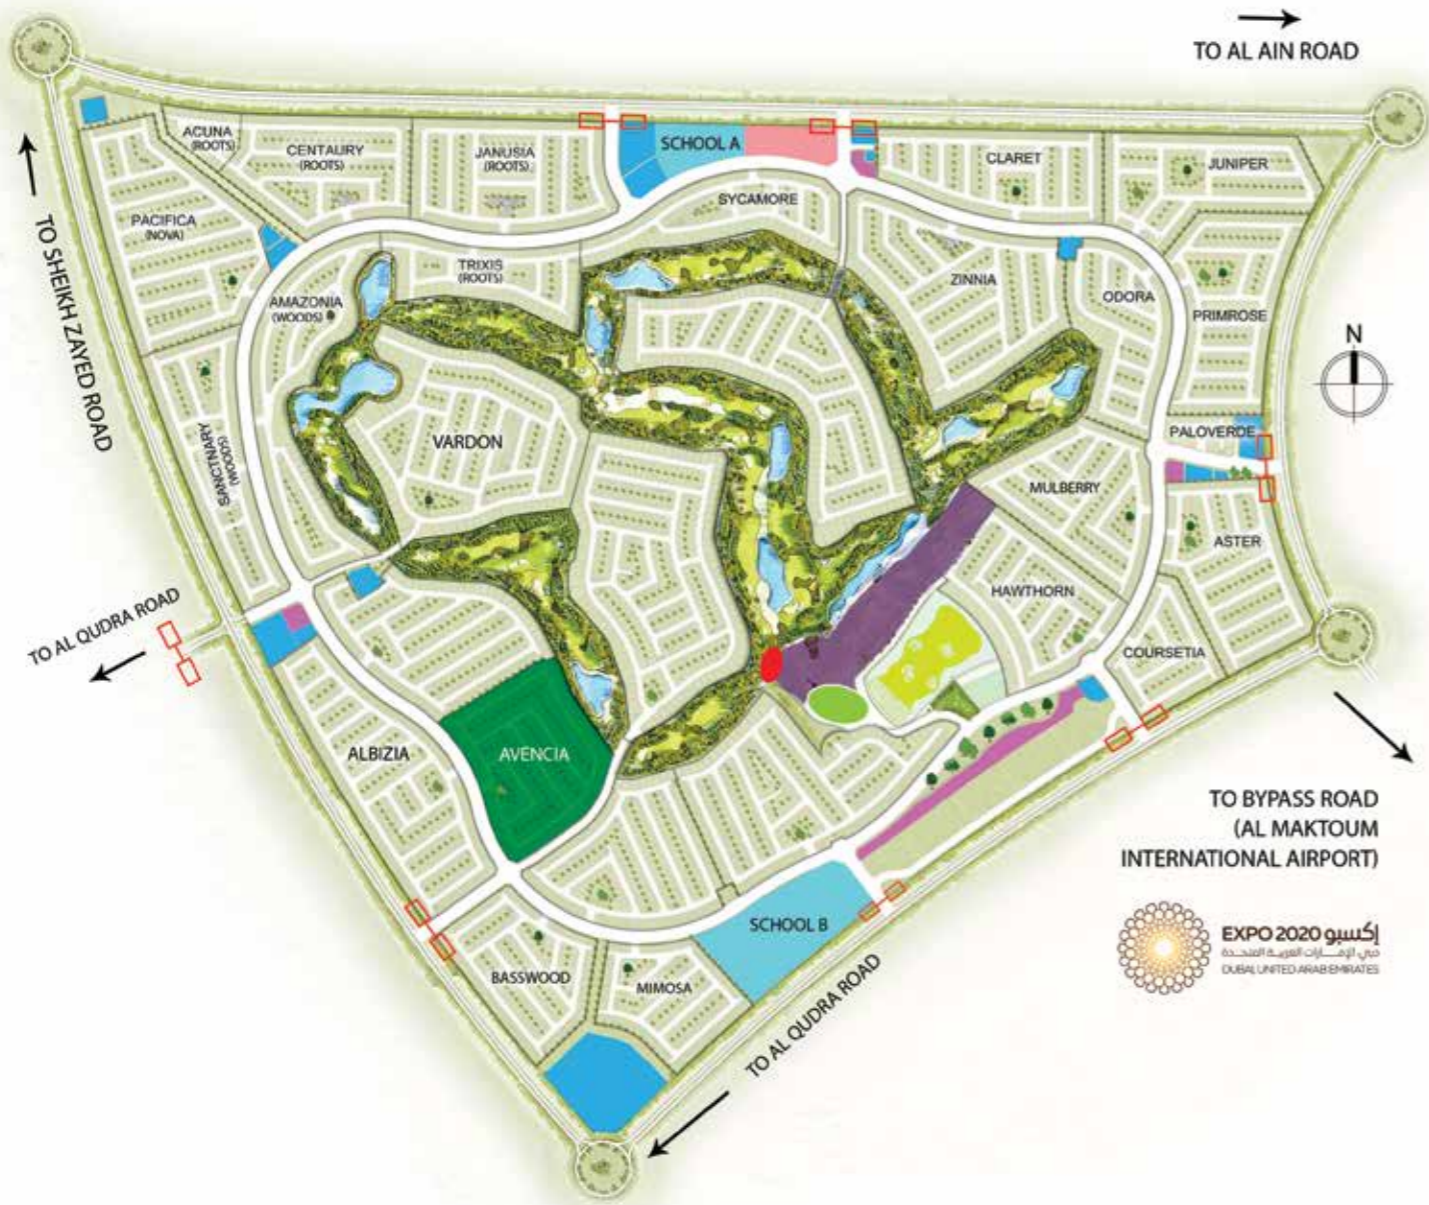 TO AL AIN ROAD
ACUNA
(ROOTS)
CENTAURY
(ROOTS)
JANUSIA
(ROOTS)
SCHOOL A
CLARET
JUNIPER
SYCAMORE
PACIFICA
(NOVA)
TRIXIS
(ROOTS)
ZINNIA
ODORA
AMAZONIA
(WOODS)
PRIMROSE
TO SHEIKH ZAYED ROAD
N
VARDON
PALOVERDE
SANCTNARY
(WOODS)
MULBERRY
ASTER
HAWTHORN
TO AL QUDRA ROAD
COURSETIA
ALBIZIA
AVENCIA
TO BYPASS ROAD
(AL MAKTOUM
INTERNATIONAL AIRPORT)
SCHOOL B
EXPO 2020 إكسبو
دبي، الإمارات العربية المتحدة
DUBAI, UNITED ARAB EMIRATES
BASSWOOD
MIMOSA
TO AL QUDRA ROAD